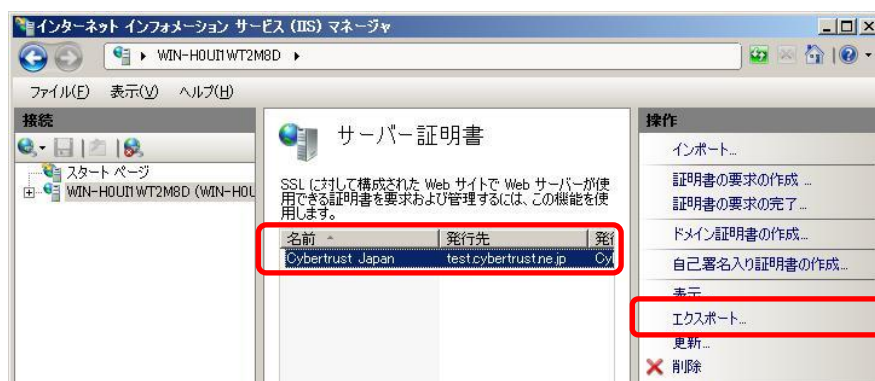 インターネット インフォメーション サービス (IIS) マネージャ
WIN-H0UI1WT2M8D
ファイル(F) 表示(V) ヘルプ(H)
接続
スタート ページ
WIN-H0UI1WT2M8D (WIN-H0U
サーバー証明書
SSL に対して構成された Web サイトで Web サーバーが使
用できる証明書を要求および管理するには、この機能を使
用します。
名前 発行先 発行
Cybertrust Japan test.cybertrust.ne.jp Cyl
操作
インポート...
証明書の要求の作成 ...
証明書の要求の完了...
ドメイン証明書の作成...
自己署名入り証明書の作成...
表示...
エクスポート...
更新...
削除